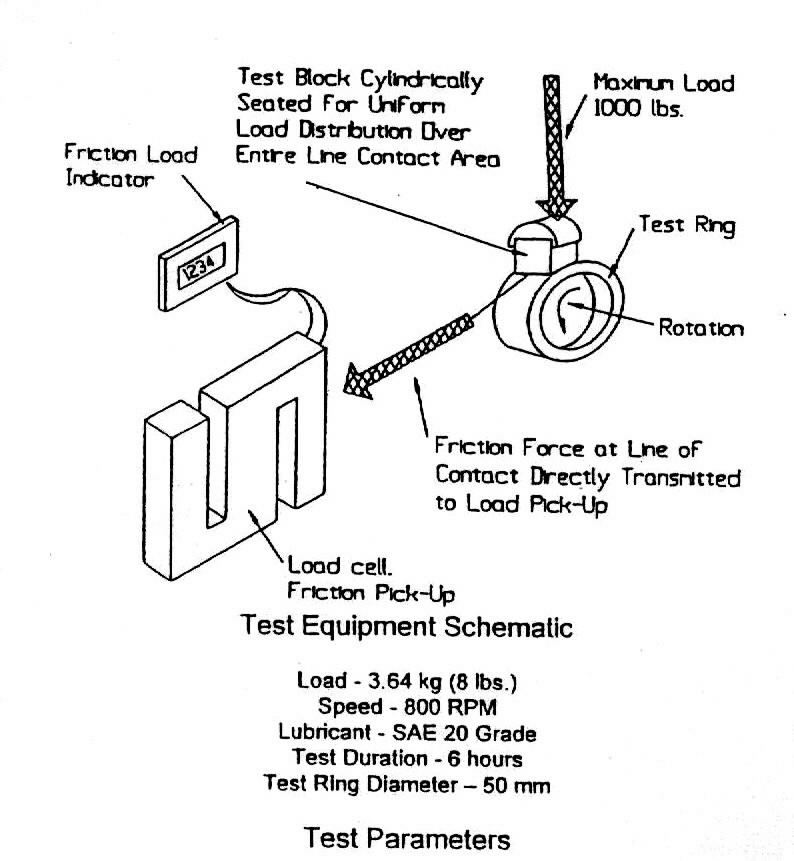 Test Block Cylindrically
Seated For Uniform
Load Distribution Over
Entire Line Contact Area
Maximum Load
1000 lbs.
Friction Load
Indicator
1234
Test Ring
Rotation
Friction Force at Line of
Contact Directly Transmitted
to Load Pick-Up
Load cell.
Friction Pick-Up
Test Equipment Schematic
Load - 3.64 kg (8 lbs.)
Speed - 800 RPM
Lubricant - SAE 20 Grade
Test Duration - 6 hours
Test Ring Diameter – 50 mm
Test Parameters